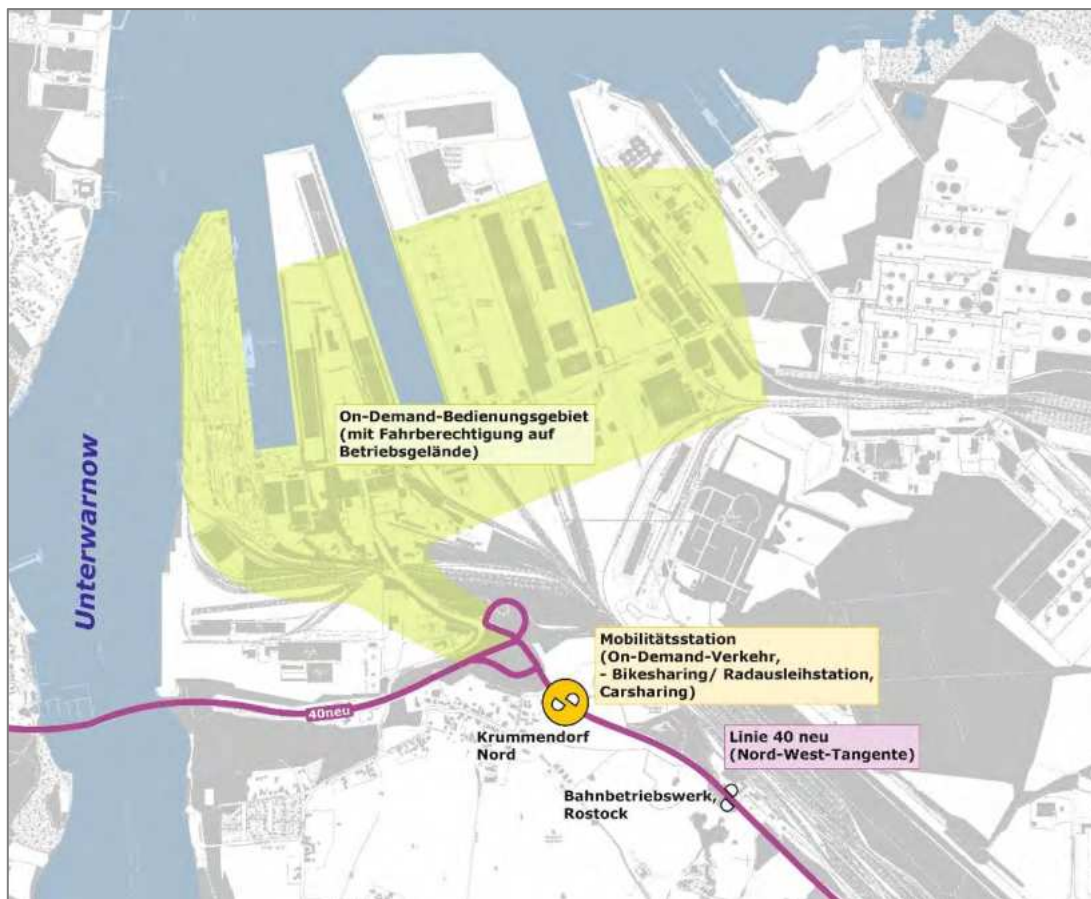 On-Demand-Bedienungsgebiet
(mit Fahrberechtigung auf
Betriebsgelände)
Unterwarnow
Mobilitätsstation
(On-Demand-Verkehr,
- Bikesharing/ Radausleihstation,
Carsharing)
40neu
Krummendorf
Nord
Linie 40 neu
(Nord-West-Tangente)
Bahnbetriebswerk,
Rostock